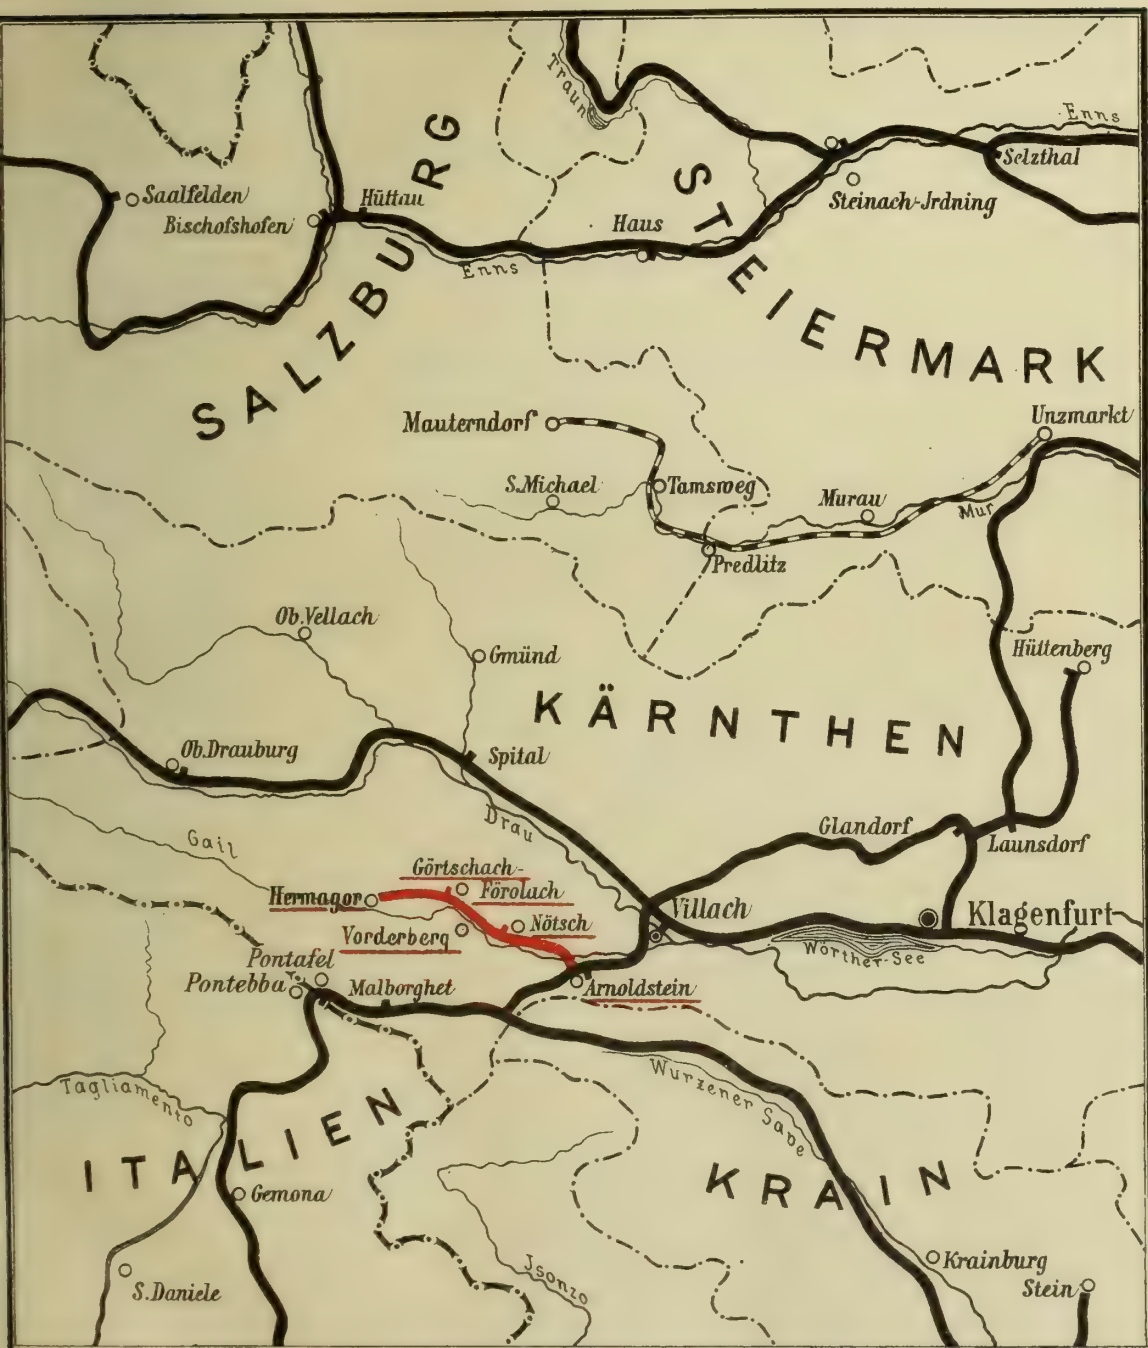 Traun
Enns
Selzthal
Saalfelden
Hüttau
Bischofshofen
Haus
Steinach-Jrdning
Enns
SALZBURG
STEIERMARK
Mauterndorf
Unzmarkt
S.Michael
Tamsweg
Murau
Mur
Predlitz
Ob.Vellach
Gmünd
Hüttenberg
KÄRNTHEN
Ob.Drauburg
Spital
Drau
Glandorf
Launsdorf
Gail
Görtschach-
Förolach
Hermagor
Nötsch
Vorderberg
Villach
Klagenfurt
Wörther-See
Pontafel
Pontebba
Malborghet
Arnoldstein
Tagliamento
Wurzener Save
ITALIEN
KRAIN
Gemona
Jsonzo
Krainburg
Stein
S.Daniele